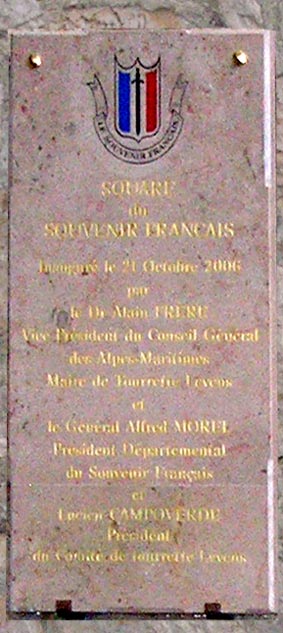 LE SOUVENIR FRANÇAIS
SQUARE
du
SOUVENIR FRANÇAIS
Inauguré le 21 Octobre 2006
par
le Dr Alain FRERE
Vice Président du Conseil Général
des Alpes-Maritimes
Maire de Tourrette Levens
et
le Général Alfred MOREL
Président Départemental
du Souvenir Français
et
Lucien CAMPOVERDE
Président
du Comité de tourrette Levens